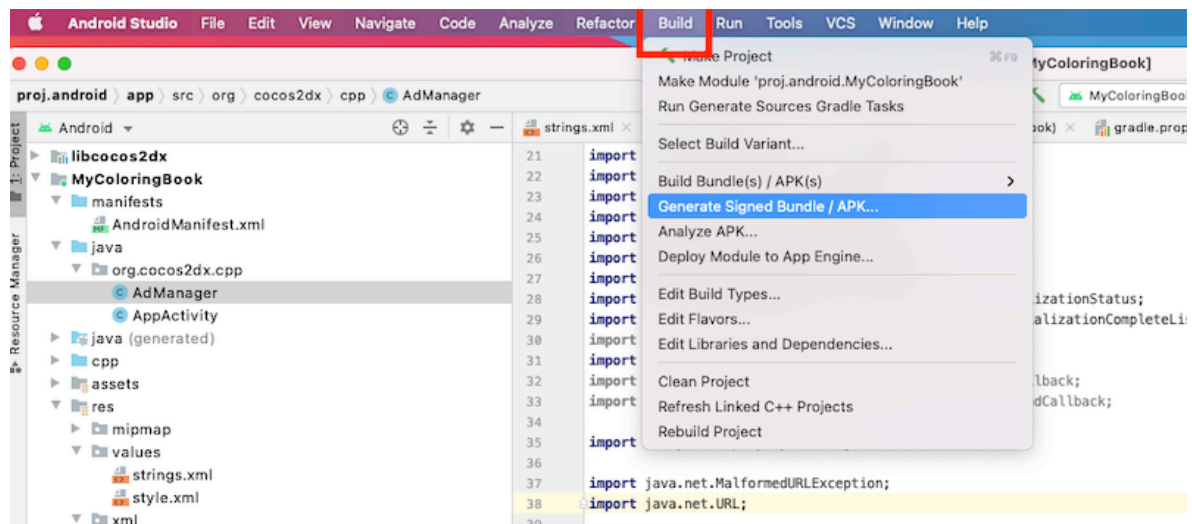 Android Studio File Edit View Navigate Code Analyze Refactor Build Run Tools VCS Window Help
MyColoringBook]
proj.android app src org cocos2dx cpp AdManager
MyColoringBoo
Android
strings.xml
ook) gradle.prop
1: Project
Resource Manager
libcocos2dx
MyColoringBook
manifests
AndroidManifest.xml
java
org.cocos2dx.cpp
AdManager
AppActivity
java (generated)
cpp
assets
res
mipmap
values
strings.xml
style.xml
xml
Make Project ⌘F9
Make Module 'proj.android.MyColoringBook'
Run Generate Sources Gradle Tasks
Select Build Variant...
Build Bundle(s) / APK(s)
Generate Signed Bundle / APK...
Analyze APK...
Deploy Module to App Engine...
Edit Build Types...
Edit Flavors...
Edit Libraries and Dependencies...
Clean Project
Refresh Linked C++ Projects
Rebuild Project
21 import
22 import
23 import
24 import
25 import
26 import
27 import
28 import izationStatus;
29 import alizationCompleteLis
30 import
31 import
32 import lback;
33 import dCallback;
34
35 import
36
37 import java.net.MalformedURLException;
38 import java.net.URL;
39